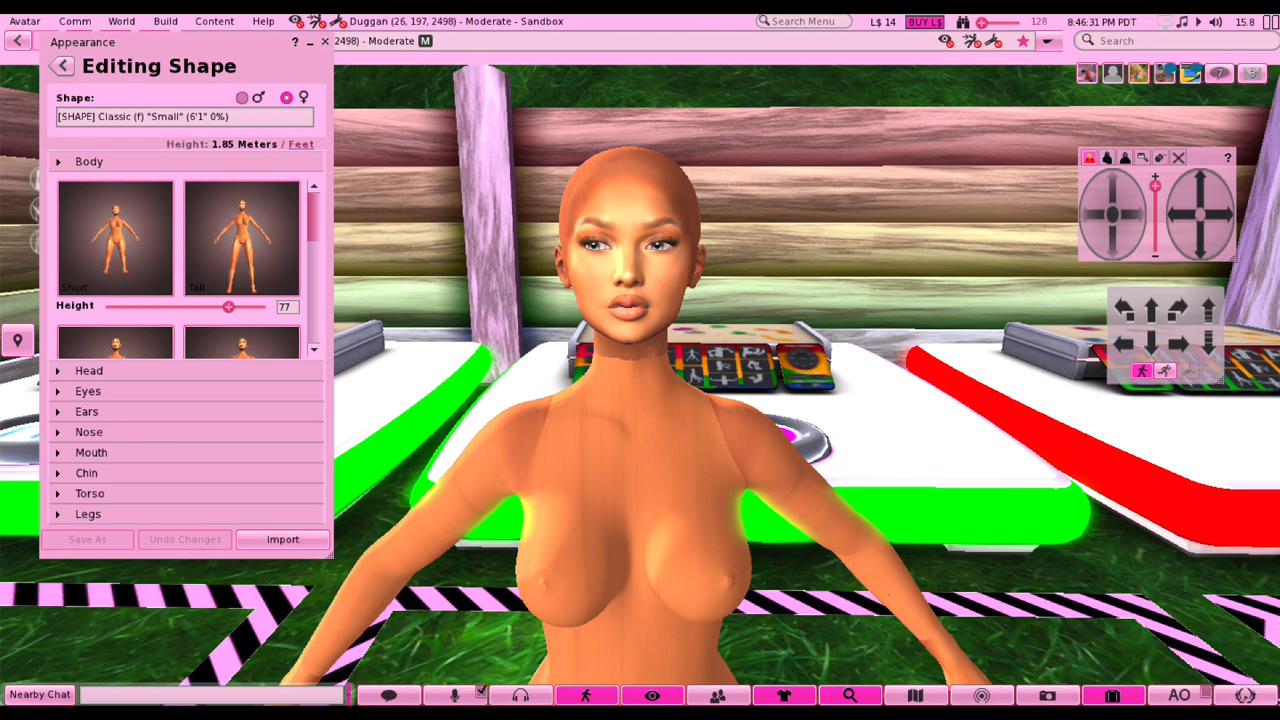 Avatar Comm World Build Content Help Duggan (26, 197, 2498) - Moderate - Sandbox Search Menu L$ 14 BUY L$ 128 8:46:31 PM PDT 15.8
Appearance ? 2498) - Moderate M Search
Editing Shape
7 3
Shape:
[SHAPE] Classic (f) "Small" (6'1" 0%)
Height: 1.85 Meters / Feet
Body
?
Short Tall
Height 77
Head
Eyes
Ears
Nose
Mouth
Chin
Torso
Legs
Save As Undo Changes Import
Nearby Chat AO